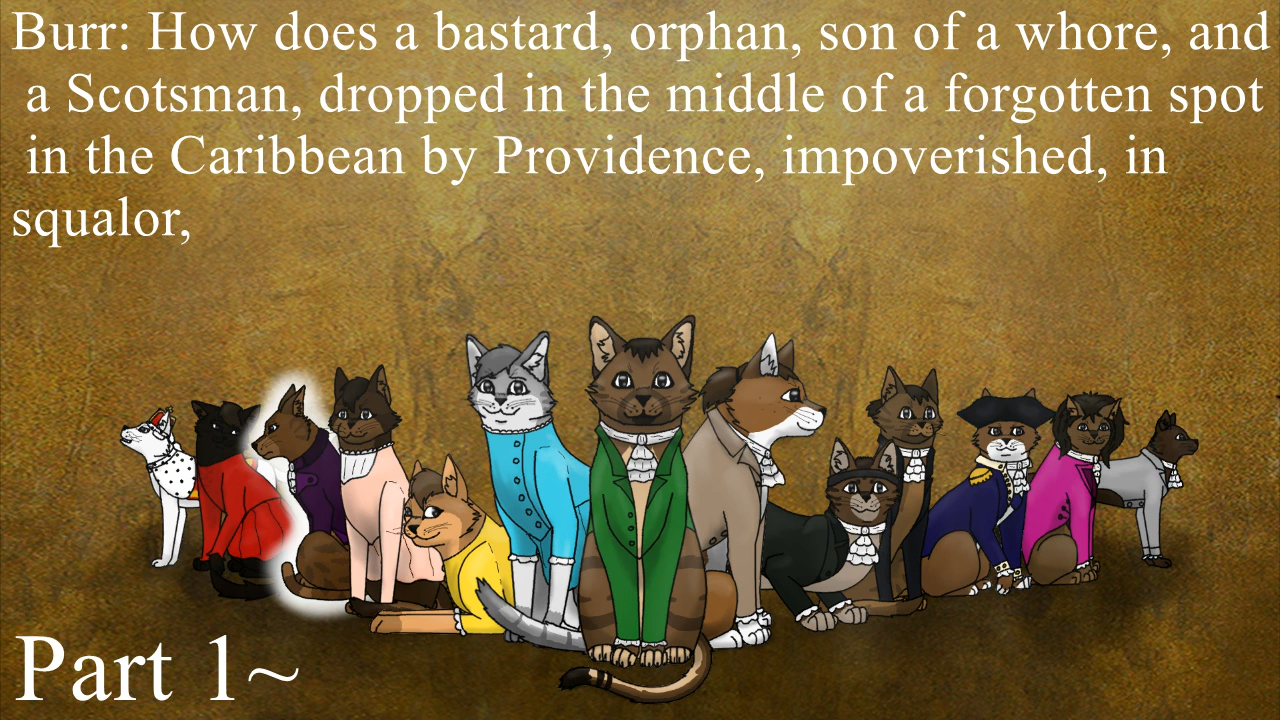 Burr: How does a bastard, orphan, son of a whore, and
a Scotsman, dropped in the middle of a forgotten spot
in the Caribbean by Providence, impoverished, in
squalor,
Part 1~